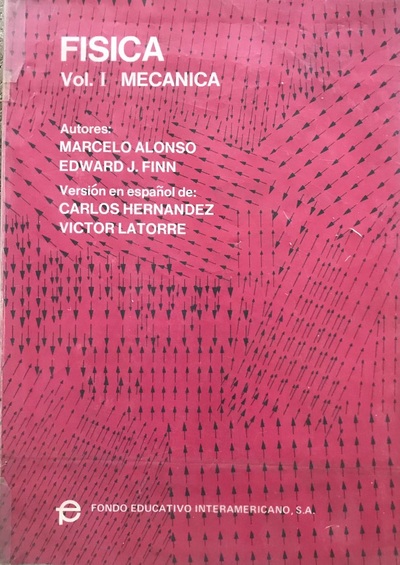 FISICA
Vol. I MECANICA
Autores:
MARCELO ALONSO
EDWARD J. FINN
Versión en español de:
CARLOS HERNANDEZ
VICTOR LATORRE
FONDO EDUCATIVO INTERAMERICANO, S.A.